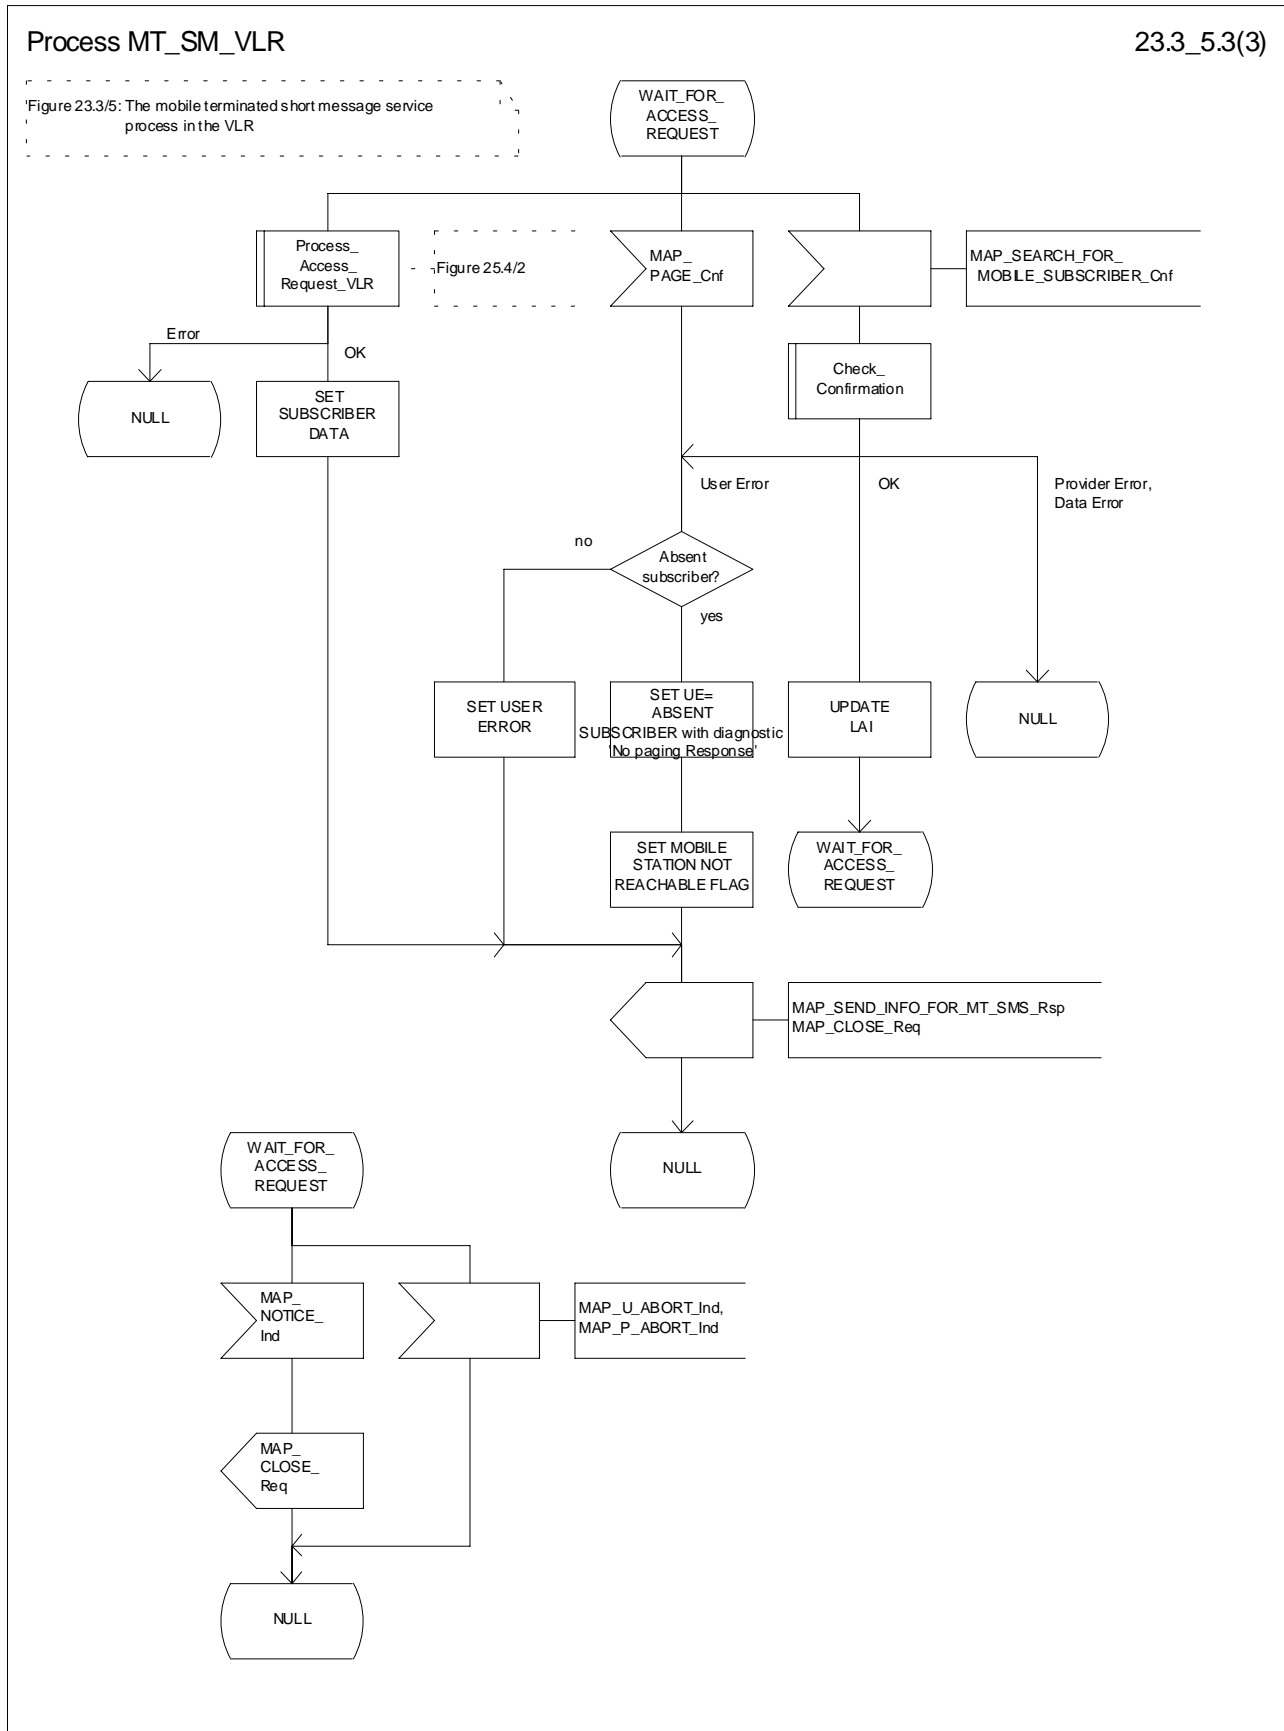 Process MT_SM_VLR
23.3_5.3(3)
'Figure 23.3/5: The mobile terminated short message service
process in the VLR
WAIT_FOR_
ACCESS_
REQUEST
Process_
Access_
Request_VLR
Figure 25.4/2
MAP_
PAGE_Cnf
MAP_SEARCH_FOR_
MOBILE_SUBSCRIBER_Cnf
Error
OK
Check_
Confirmation
NULL
SET
SUBSCRIBER
DATA
User Error
OK
Provider Error,
Data Error
no
Absent
subscriber?
yes
SET USER
ERROR
SET UE=
ABSENT
SUBSCRIBER with diagnostic
'No paging Response'
UPDATE
LAI
NULL
SET MOBILE
STATION NOT
REACHABLE FLAG
WAIT_FOR_
ACCESS_
REQUEST
MAP_SEND_INFO_FOR_MT_SMS_Rsp
MAP_CLOSE_Req
NULL
WAIT_FOR_
ACCESS_
REQUEST
MAP_
NOTICE_
Ind
MAP_U_ABORT_Ind,
MAP_P_ABORT_Ind
MAP_
CLOSE_
Req
NULL